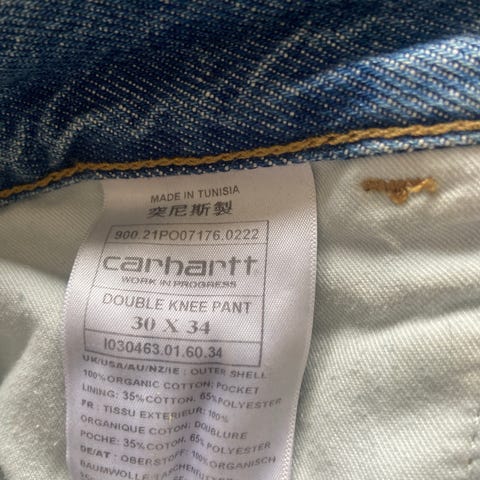 MADE IN TUNISIA
突尼斯製
900.21PO07176.0222
carhartt
WORK IN PROGRESS
DOUBLE KNEE PANT
30 X 34
I030463.01.60.34
UK/USA/AU/NZ/IE : OUTER SHELL
100%ORGANIC COTTON; POCKET
LINING: 35%COTTON, 65%POLYESTER
FR : TISSU EXTERIEUR: 100%
ORGANIQUE COTON; DOUBLURE
POCHE: 35%COTON, 65%POLYESTER
DE/AT : OBERSTOFF: 100%ORGANISCH